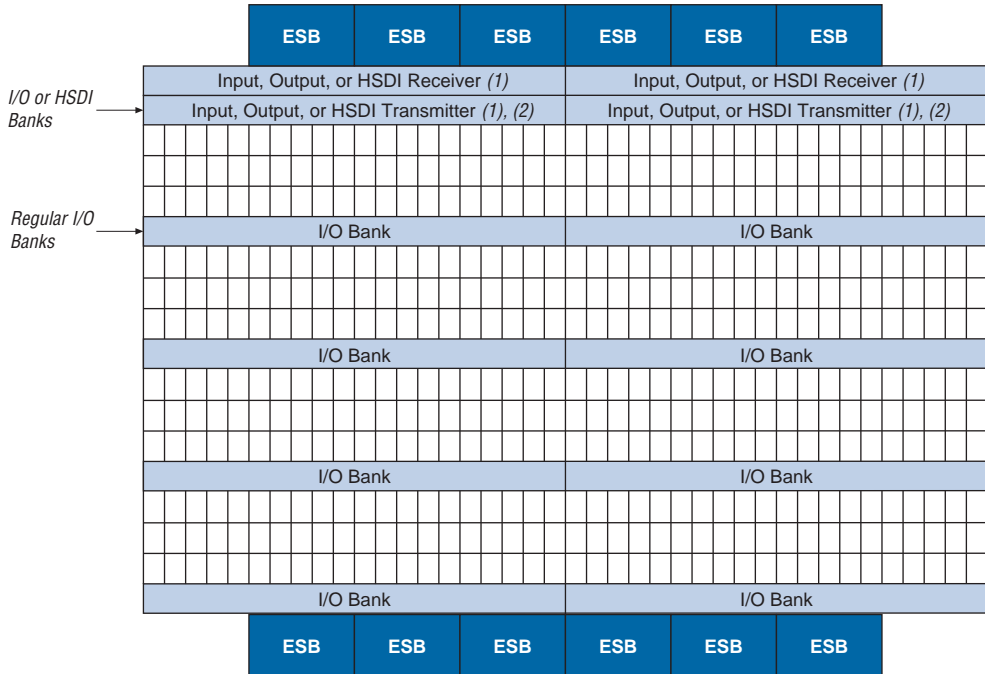 ESB ESB ESB ESB ESB ESB
Input, Output, or HSDI Receiver (1) Input, Output, or HSDI Receiver (1)
I/O or HSDI
Banks
Input, Output, or HSDI Transmitter (1), (2) Input, Output, or HSDI Transmitter (1), (2)
Regular I/O
Banks
I/O Bank I/O Bank
I/O Bank I/O Bank
I/O Bank I/O Bank
I/O Bank I/O Bank
ESB ESB ESB ESB ESB ESB